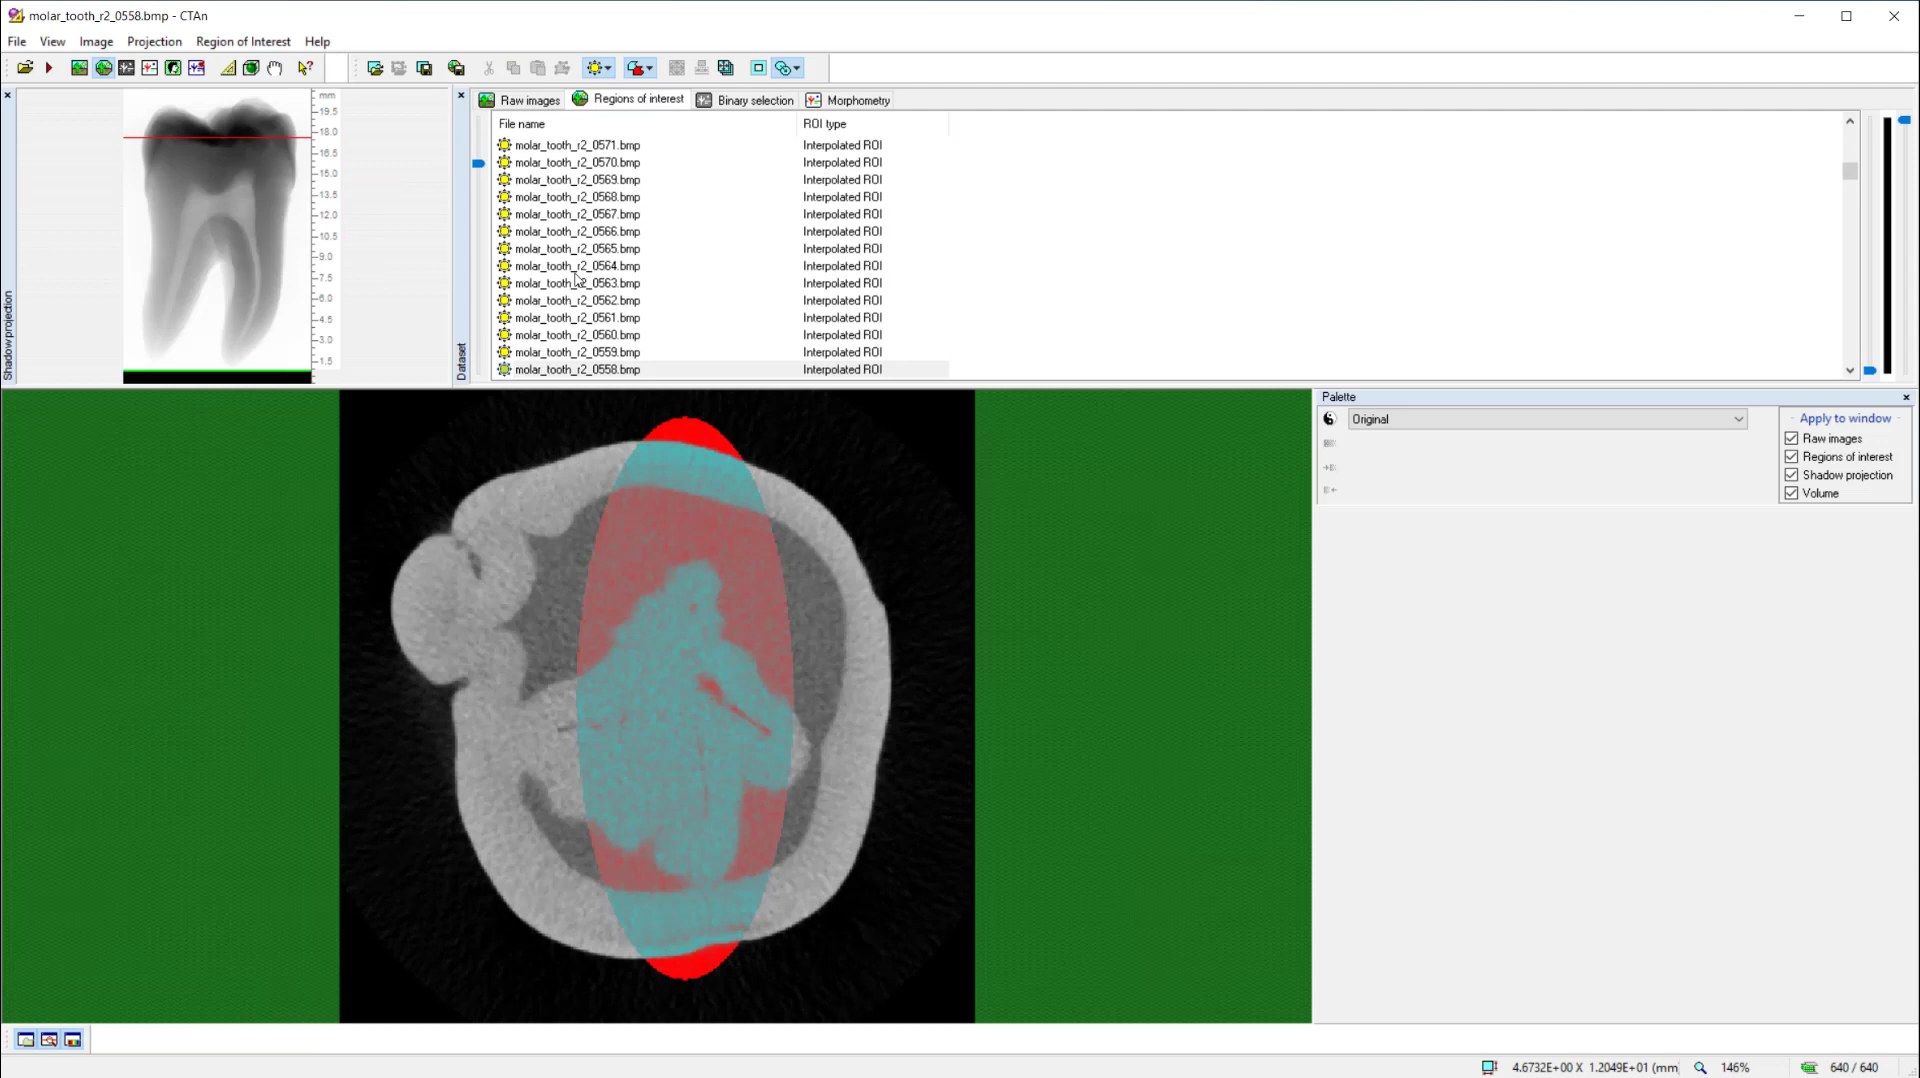 molar_tooth_r2_0558.bmp - CTAn
File View Image Projection Region of Interest Help
Shadow projection
mm
19.5
18.0
16.5
15.0
13.5
12.0
10.5
9.0
7.5
6.0
4.5
3.0
1.5
Dataset
Raw images Regions of interest Binary selection Morphometry
File name ROI type
molar_tooth_r2_0571.bmp Interpolated ROI
molar_tooth_r2_0570.bmp Interpolated ROI
molar_tooth_r2_0569.bmp Interpolated ROI
molar_tooth_r2_0568.bmp Interpolated ROI
molar_tooth_r2_0567.bmp Interpolated ROI
molar_tooth_r2_0566.bmp Interpolated ROI
molar_tooth_r2_0565.bmp Interpolated ROI
molar_tooth_r2_0564.bmp Interpolated ROI
molar_tooth_r2_0563.bmp Interpolated ROI
molar_tooth_r2_0562.bmp Interpolated ROI
molar_tooth_r2_0561.bmp Interpolated ROI
molar_tooth_r2_0560.bmp Interpolated ROI
molar_tooth_r2_0559.bmp Interpolated ROI
molar_tooth_r2_0558.bmp Interpolated ROI
Palette
Original
Apply to window
Raw images
Regions of interest
Shadow projection
Volume
4.6732E+00 X 1.2049E+01 (mm) 146% 640 / 640